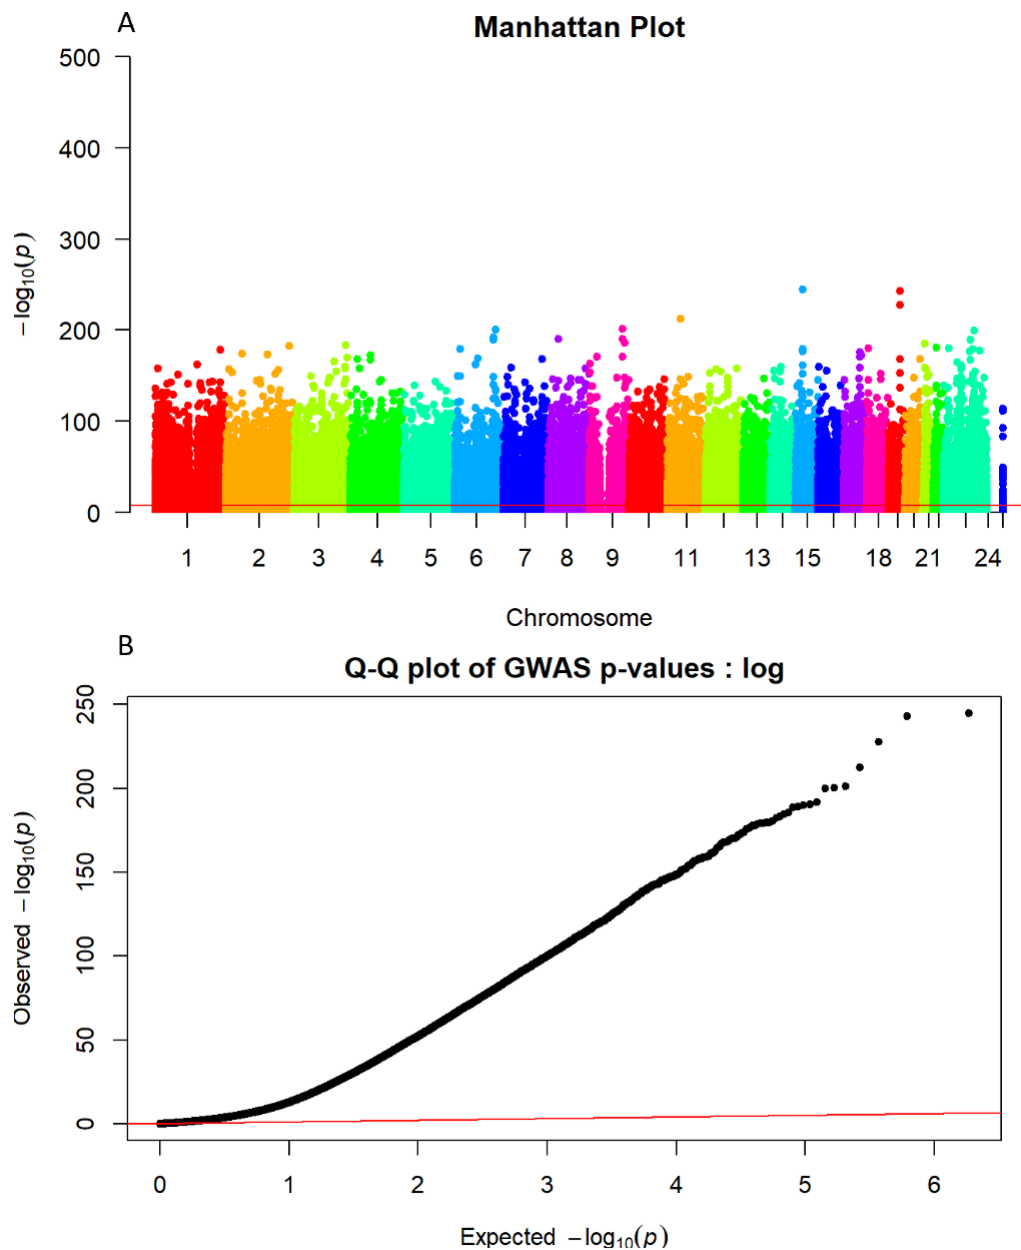 A
Manhattan Plot
500
400
300
200
100
0
−log10(p)
1 2 3 4 5 6 7 8 9 11 13 15 18 21 24
Chromosome
B
Q-Q plot of GWAS p-values : log
250
200
150
100
50
0
Observed −log10(p)
0 1 2 3 4 5 6
Expected −log10(p)